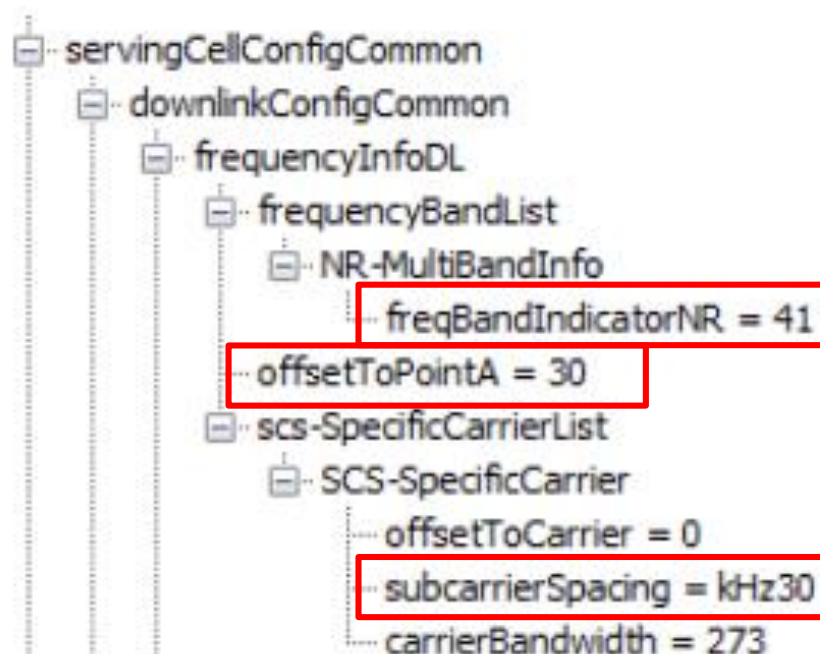 servingCellConfigCommon
downlinkConfigCommon
frequencyInfoDL
frequencyBandList
NR-MultiBandInfo
freqBandIndicatorNR = 41
offsetToPointA = 30
scs-SpecificCarrierList
SCS-SpecificCarrier
offsetToCarrier = 0
subcarrierSpacing = kHz30
carrierBandwidth = 273